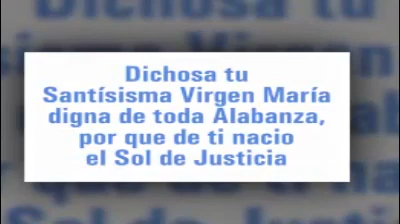 Dichosa tu
Santísisma Virgen María
digna de toda Alabanza,
por que de ti nacio
el Sol de Justicia